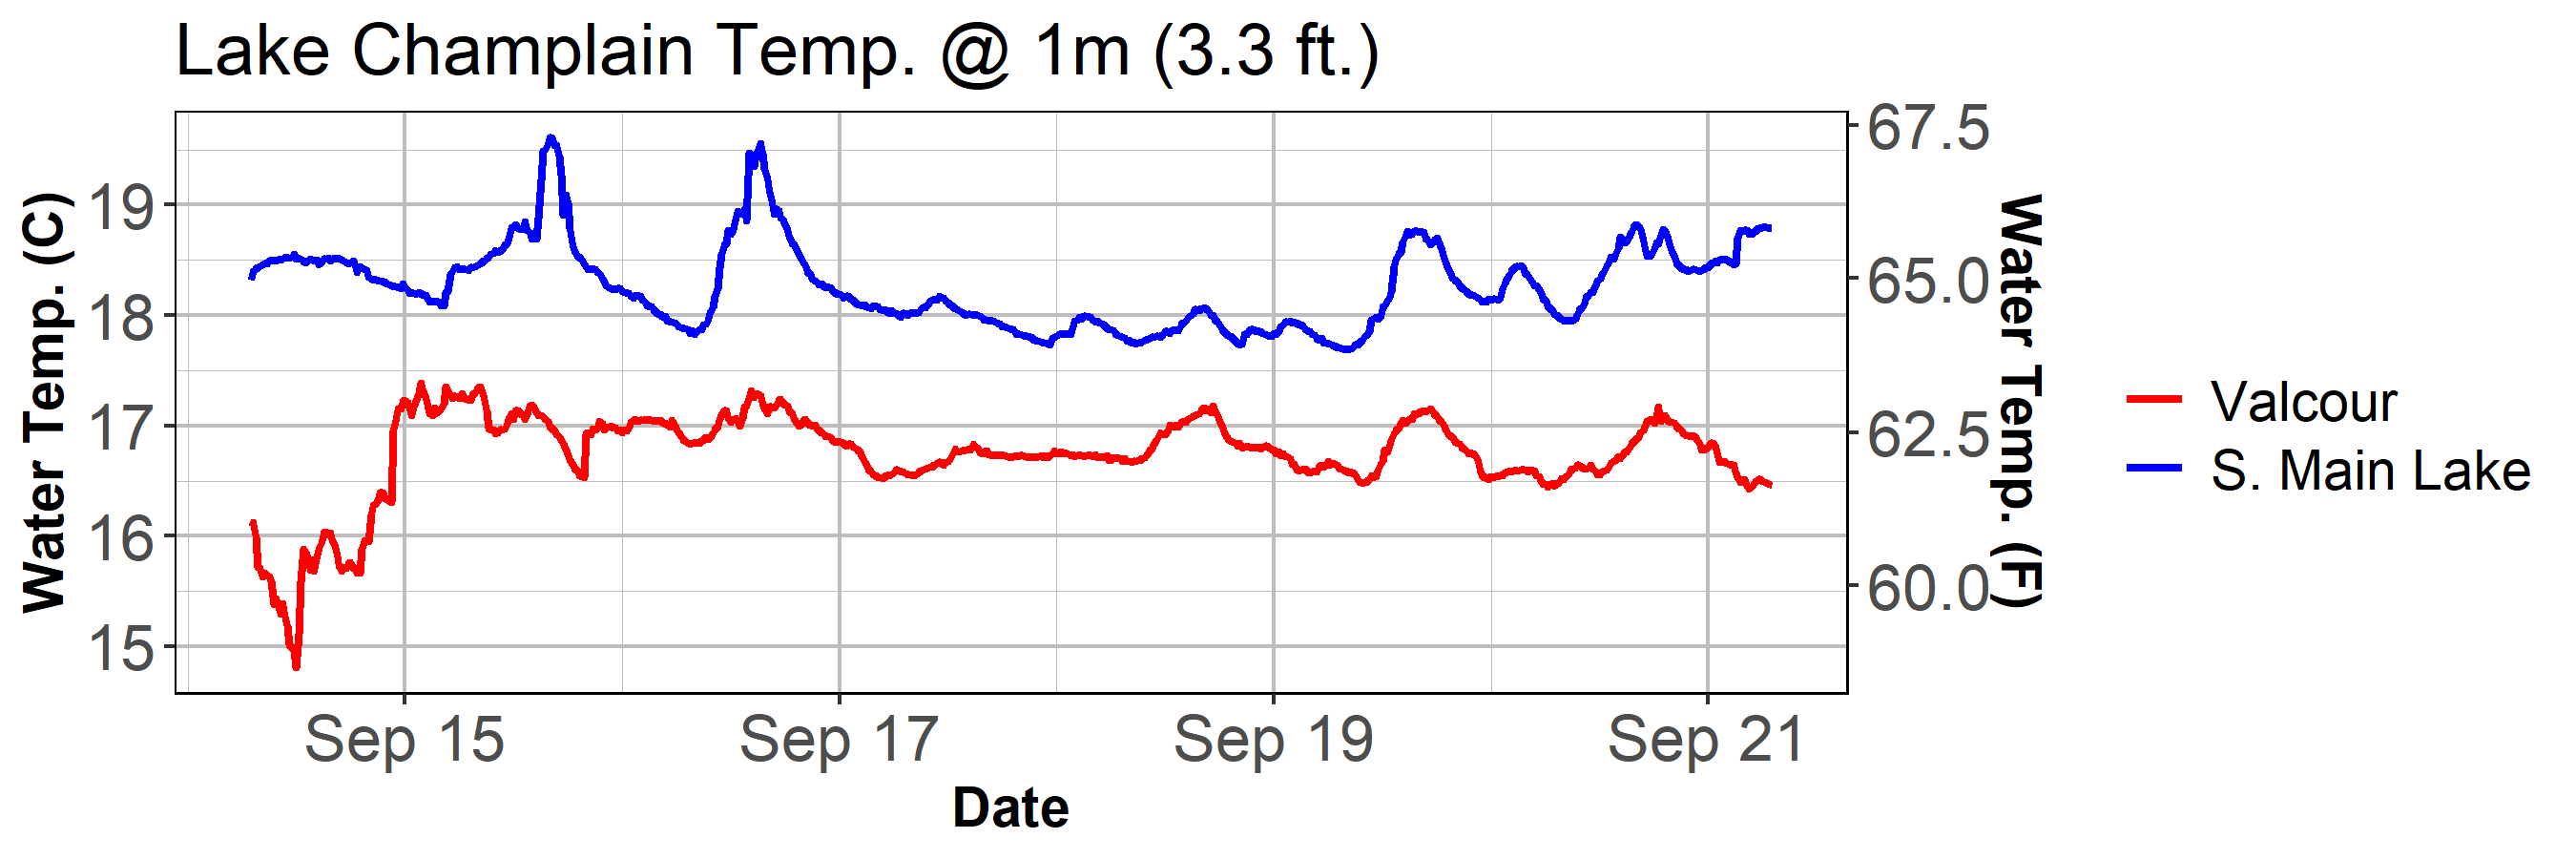 Lake Champlain Temp. @ 1m (3.3 ft.)
Water Temp. (C)
19
18
17
16
15
67.5
65.0
62.5
60.0
Water Temp. (F)
Sep 15
Sep 17
Sep 19
Sep 21
Date
Valcour
S. Main Lake